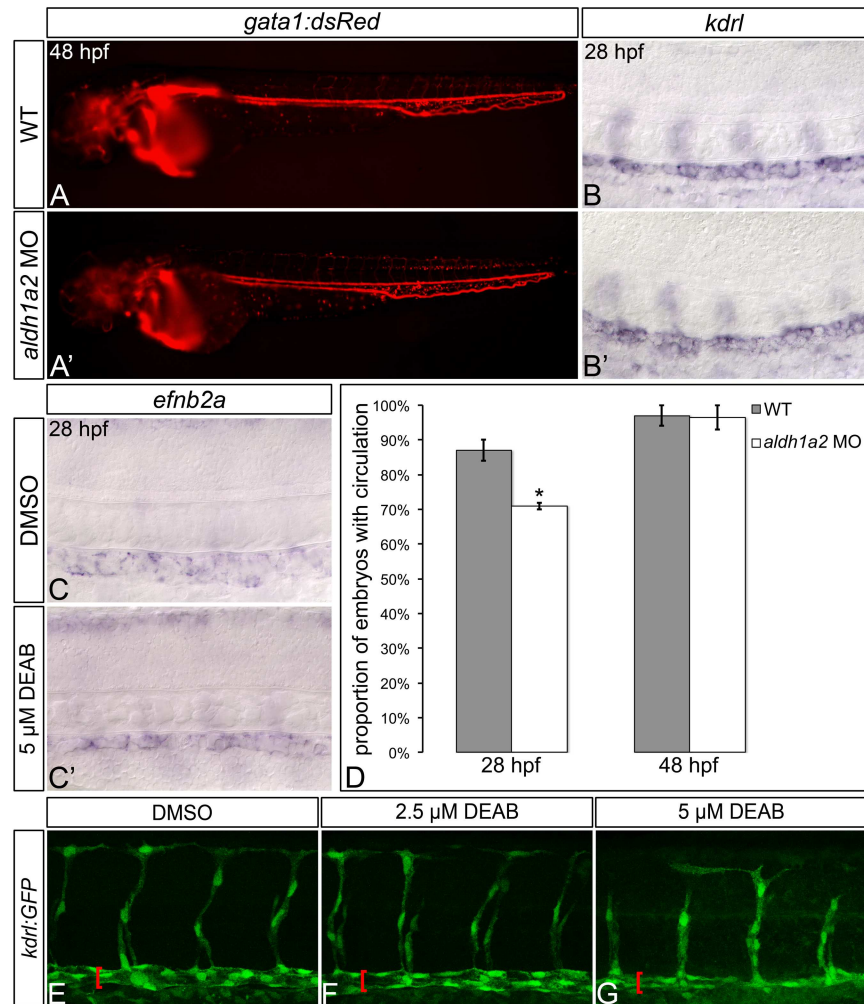 gata1:dsRed
kdrl
48 hpf
WT
A
28 hpf
B
aldh1a2 MO
A'
B'
efnb2a
28 hpf
DMSO
C
5 µM DEAB
C'
proportion of embryos with circulation
100%
90%
80%
70%
60%
50%
40%
30%
20%
10%
0%
*
WT
aldh1a2 MO
28 hpf
48 hpf
D
DMSO
2.5 µM DEAB
5 µM DEAB
kdrl:GFP
E
F
G